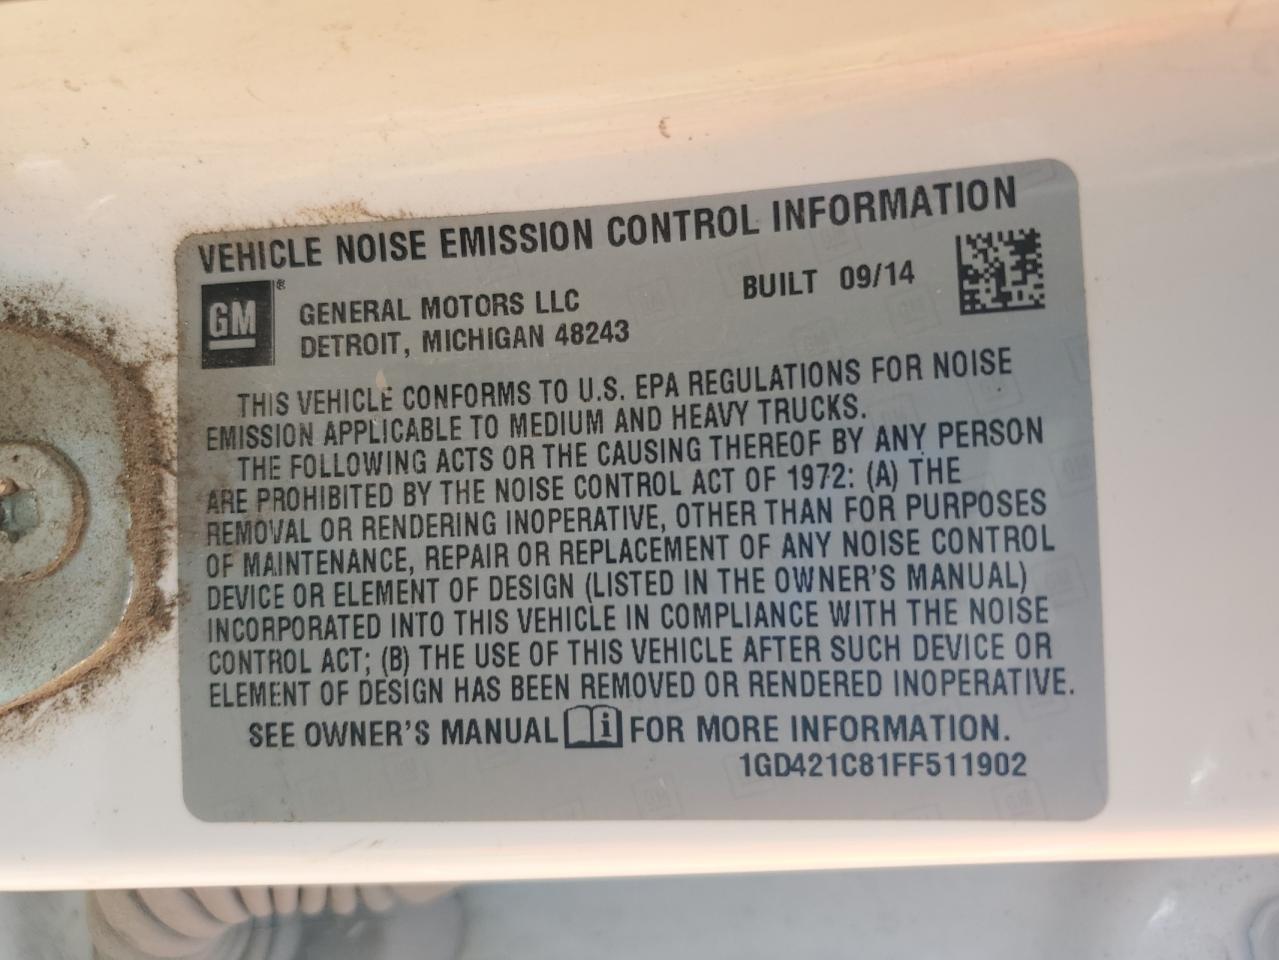 VEHICLE NOISE EMISSION CONTROL INFORMATION
GM®
GENERAL MOTORS LLC
DETROIT, MICHIGAN 48243
BUILT 09/14
THIS VEHICLE CONFORMS TO U.S. EPA REGULATIONS FOR NOISE
EMISSION APPLICABLE TO MEDIUM AND HEAVY TRUCKS.
THE FOLLOWING ACTS OR THE CAUSING THEREOF BY ANY PERSON
ARE PROHIBITED BY THE NOISE CONTROL ACT OF 1972: (A) THE
REMOVAL OR RENDERING INOPERATIVE, OTHER THAN FOR PURPOSES
OF MAINTENANCE, REPAIR OR REPLACEMENT OF ANY NOISE CONTROL
DEVICE OR ELEMENT OF DESIGN (LISTED IN THE OWNER'S MANUAL)
INCORPORATED INTO THIS VEHICLE IN COMPLIANCE WITH THE NOISE
CONTROL ACT; (B) THE USE OF THIS VEHICLE AFTER SUCH DEVICE OR
ELEMENT OF DESIGN HAS BEEN REMOVED OR RENDERED INOPERATIVE.
SEE OWNER'S MANUAL i FOR MORE INFORMATION.
1GD421C81FF511902